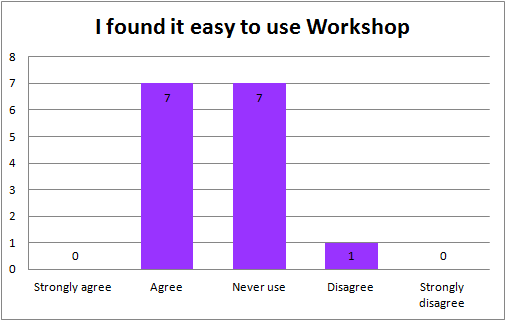 I found it easy to use Workshop
8
7
6
5
4
3
2
1
0
0
7
7
1
0
Strongly agree
Agree
Never use
Disagree
Strongly
disagree